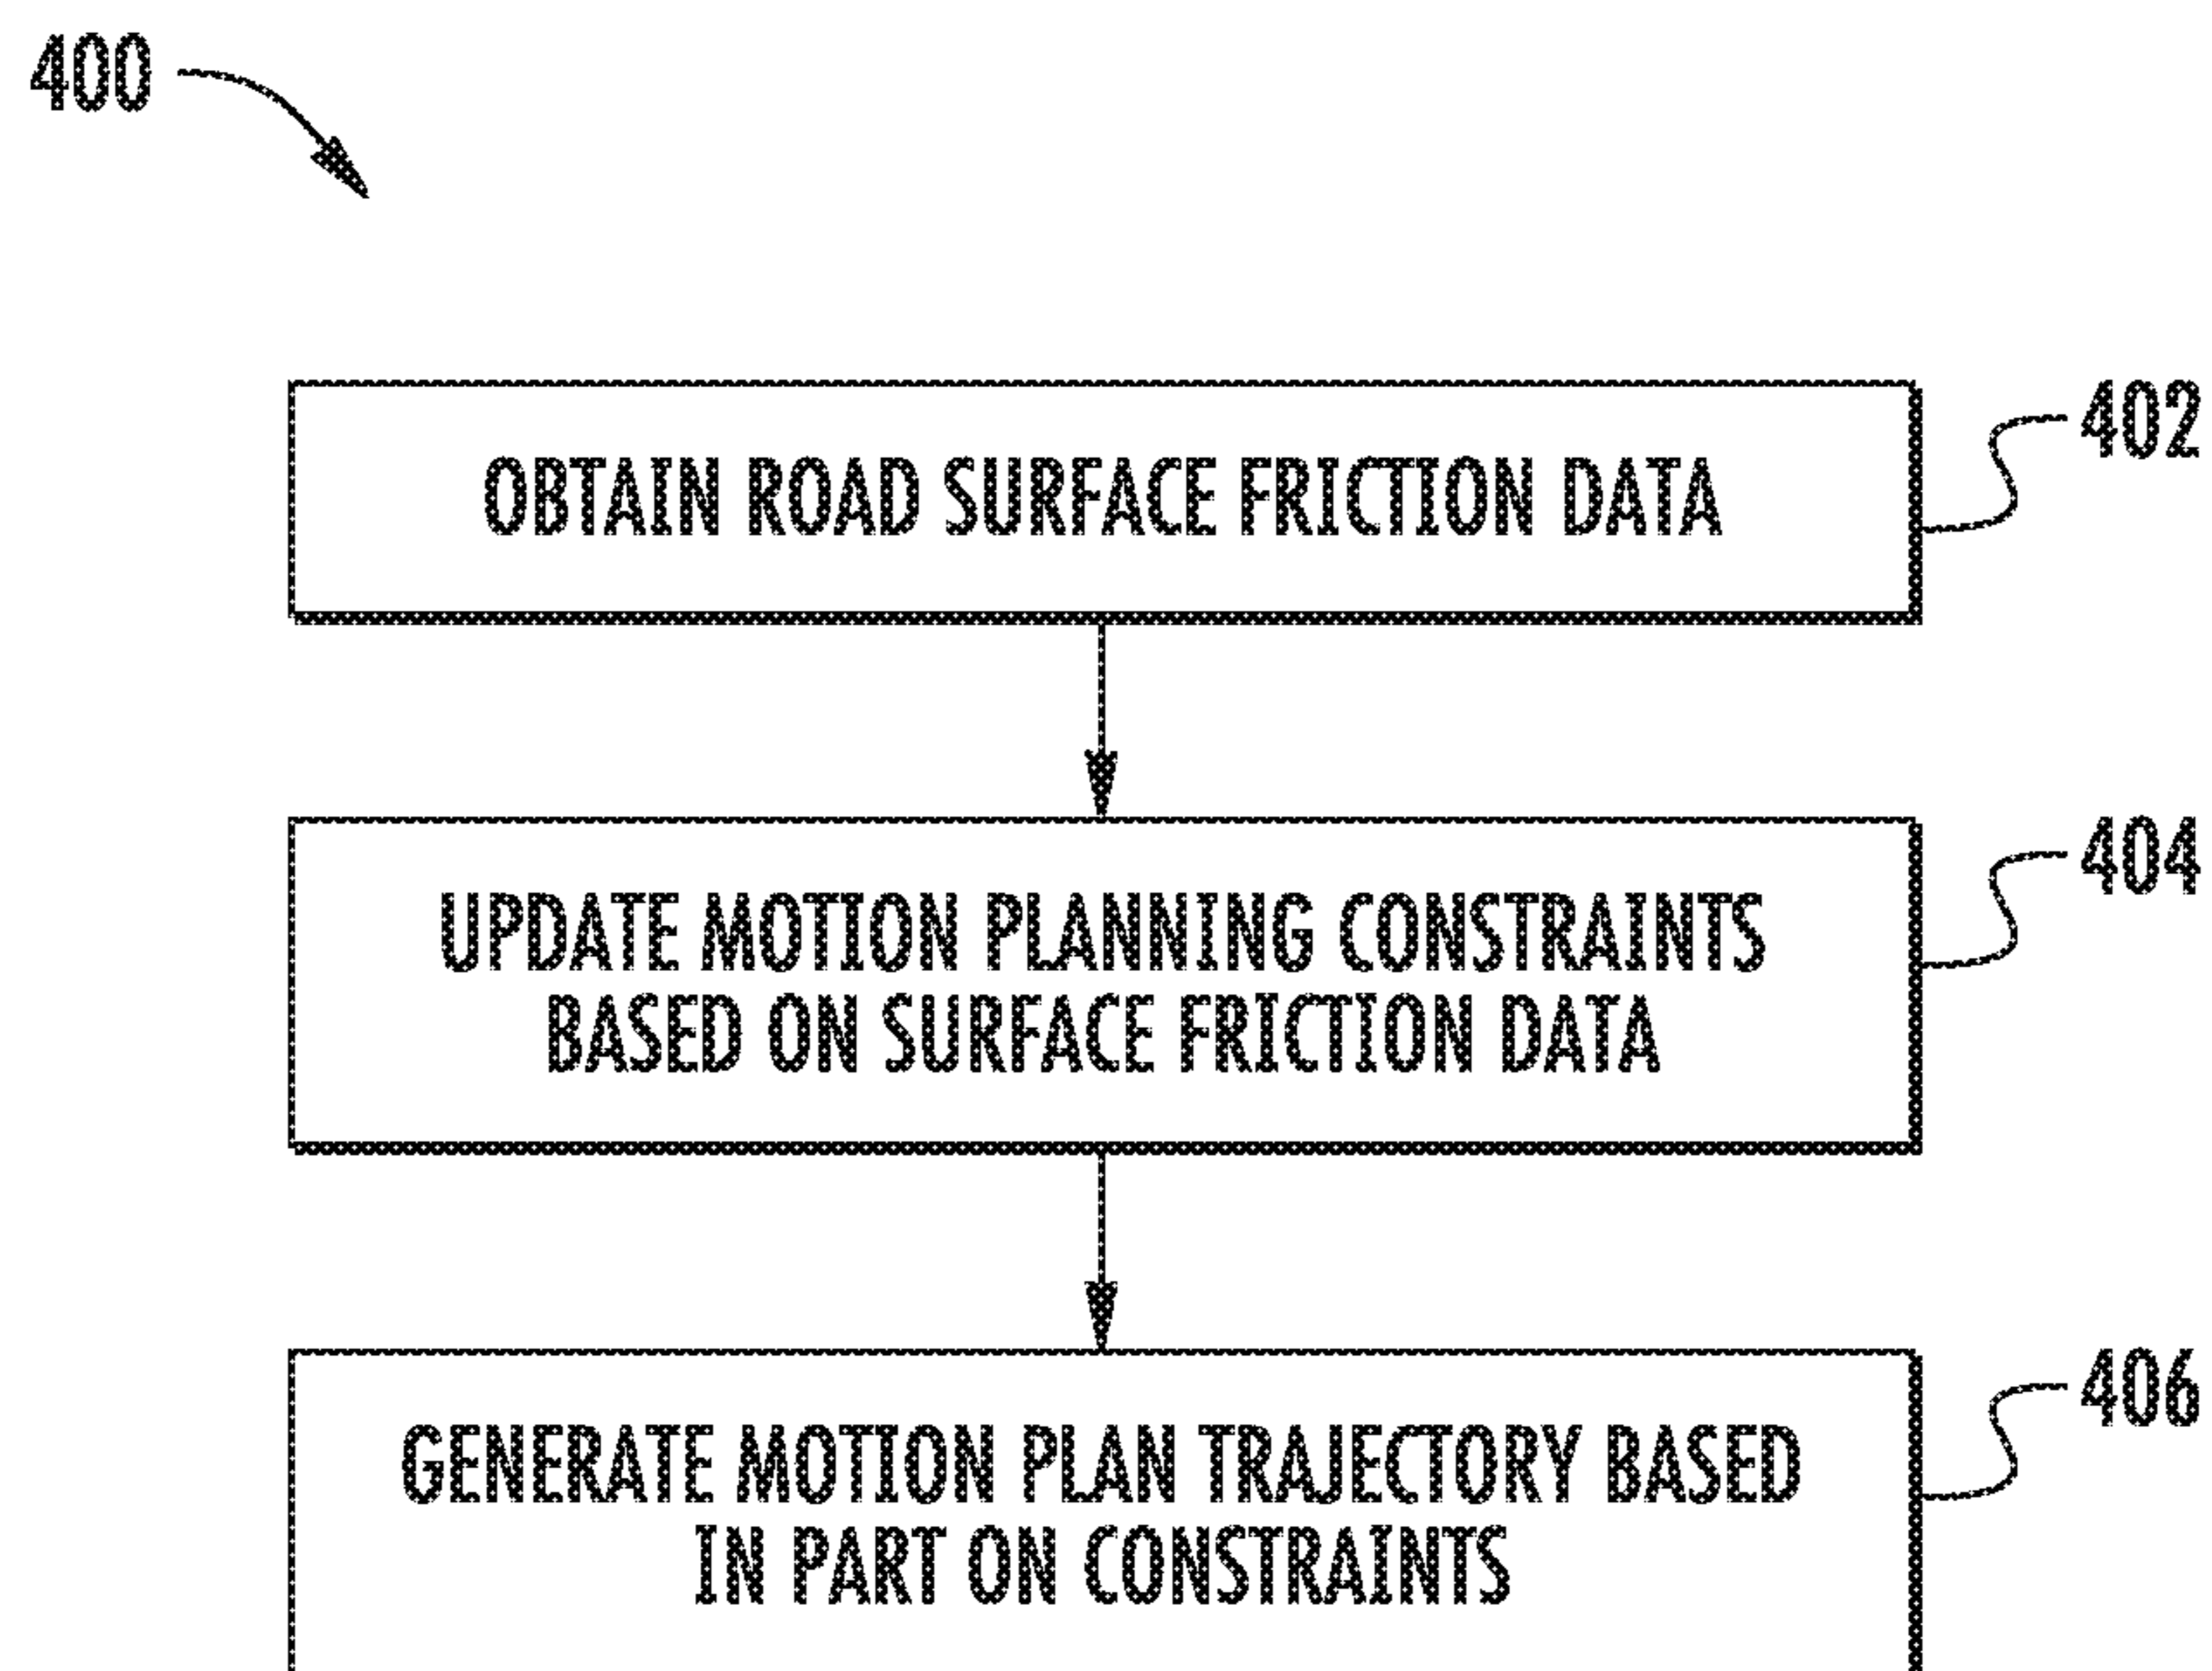 400
OBTAIN ROAD SURFACE FRICTION DATA
402
UPDATE MOTION PLANNING CONSTRAINTS
BASED ON SURFACE FRICTION DATA
404
GENERATE MOTION PLAN TRAJECTORY BASED
IN PART ON CONSTRAINTS
406